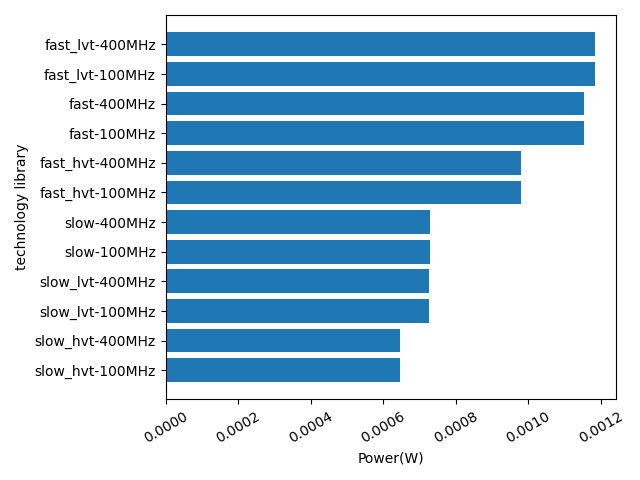 fast_lvt-400MHz
fast_lvt-100MHz
fast-400MHz
fast-100MHz
fast_hvt-400MHz
fast_hvt-100MHz
slow-400MHz
slow-100MHz
slow_lvt-400MHz
slow_lvt-100MHz
slow_hvt-400MHz
slow_hvt-100MHz
technology library
0.0000 0.0002 0.0004 0.0006 0.0008 0.0010 0.0012
Power(W)